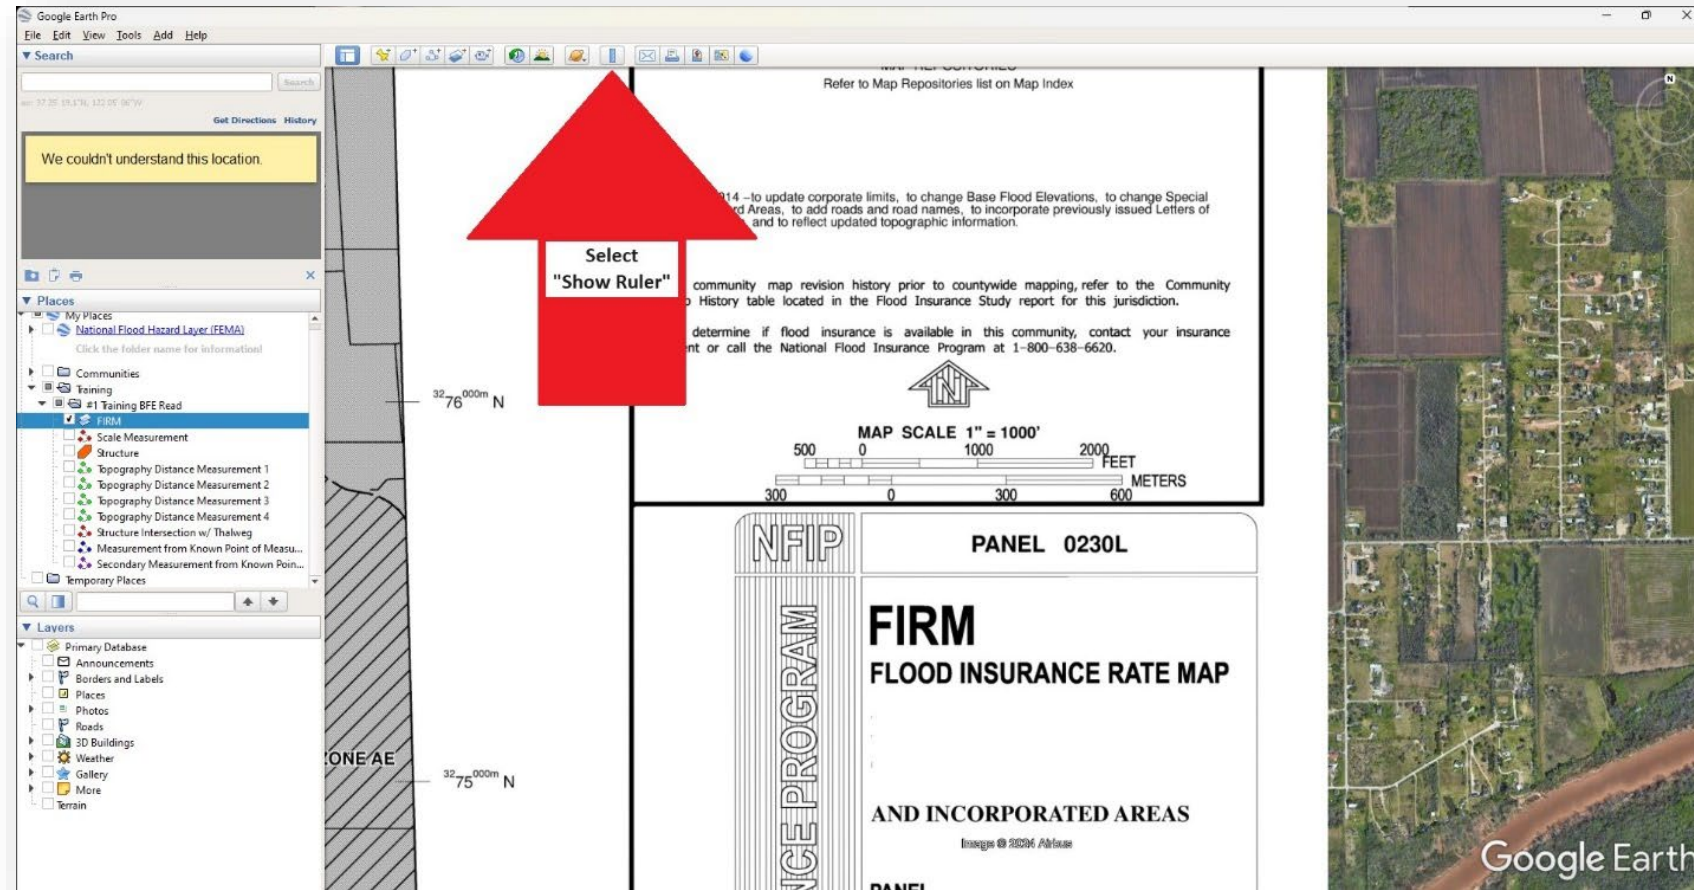 Google Earth Pro
File Edit View Tools Add Help
Search
Search
Get Directions History
We couldn't understand this location.
Places
My Places
National Flood Hazard Layer (FEMA)
Click the folder name for information!
Communities
Training
#1 Training BFE Read
FIRM
Scale Measurement
Structure
Topography Distance Measurement 1
Topography Distance Measurement 2
Topography Distance Measurement 3
Topography Distance Measurement 4
Structure Intersection w/ Thalweg
Measurement from Known Point of Measu...
Secondary Measurement from Known Poin...
Temporary Places
Layers
Primary Database
Announcements
Borders and Labels
Places
Photos
Roads
3D Buildings
Weather
Gallery
More
Terrain
Select
"Show Ruler"
Refer to Map Repositories list on Map Index
14 –to update corporate limits, to change Base Flood Elevations, to change Special
rd Areas, to add roads and road names, to incorporate previously issued Letters of
and to reflect updated topographic information.
community map revision history prior to countywide mapping, refer to the Community
History table located in the Flood Insurance Study report for this jurisdiction.
determine if flood insurance is available in this community, contact your insurance
nt or call the National Flood Insurance Program at 1–800–638–6620.
N
MAP SCALE 1" = 1000'
500 0 1000 2000
FEET
METERS
300 0 300 600
3276000m N
ZONE AE
3275000m N
NFIP
PANEL 0230L
NCE PROGRAM
FIRM
FLOOD INSURANCE RATE MAP
AND INCORPORATED AREAS
Image © 2024 Airbus
PANEL
N
Google Earth